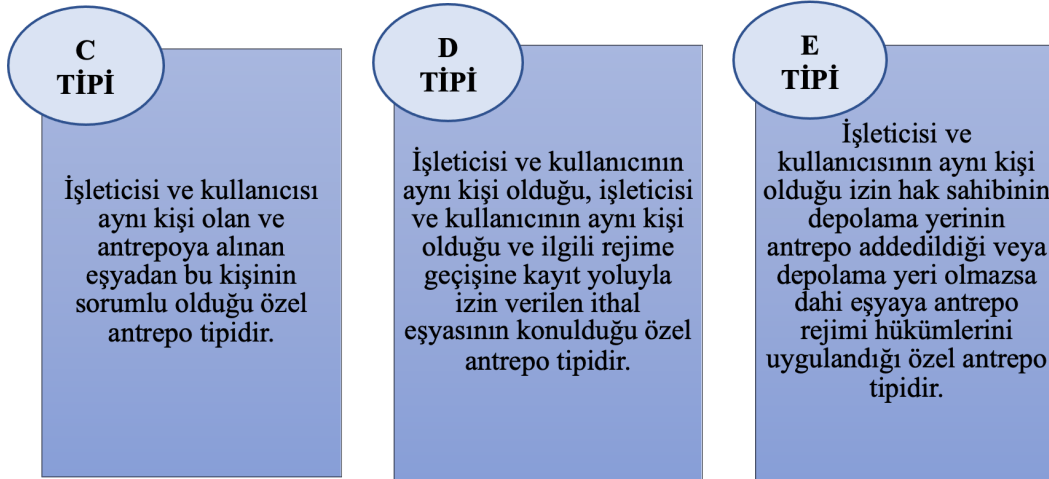 C
TİPİ
İşleticisi ve kullanıcısı
aynı kişi olan ve
antrepoya alınan
eşyadan bu kişinin
sorumlu olduğu özel
antrepo tipidir.
D
TİPİ
İşleticisi ve kullanıcının
aynı kişi olduğu, işleticisi
ve kullanıcının aynı kişi
olduğu ve ilgili rejime
geçişine kayıt yoluyla
izin verilen ithal
eşyasının konulduğu özel
antrepo tipidir.
E
TİPİ
İşleticisi ve
kullanıcısının aynı kişi
olduğu izin hak sahibinin
depolama yerinin
antrepo addedildiği veya
depolama yeri olmazsa
dahi eşyaya antrepo
rejimi hükümlerini
uygulandığı özel antrepo
tipidir.